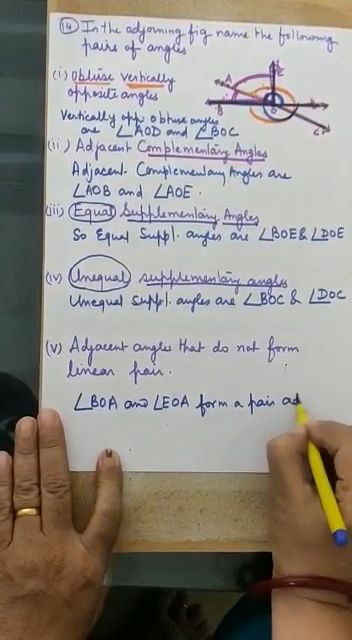 14 In the adjoining fig name the following
pairs of angles
(i) Obtuse vertically
opposite angles
Vertically opp obtuse angles
are ∠AOD and ∠BOC
(ii) Adjacent Complementary Angles
Adjacent Complementary Angles are
∠AOB and ∠AOE.
(iii) Equal Supplementary Angles
So Equal Suppl. angles are ∠BOE & ∠DOE
(iv) Unequal supplementary angles
Unequal Suppl. angles are ∠BOC & ∠DOC
(v) Adjacent angles that do not form
linear pair.
∠BOA and ∠EOA form a pair ad
A
E
B
O
C